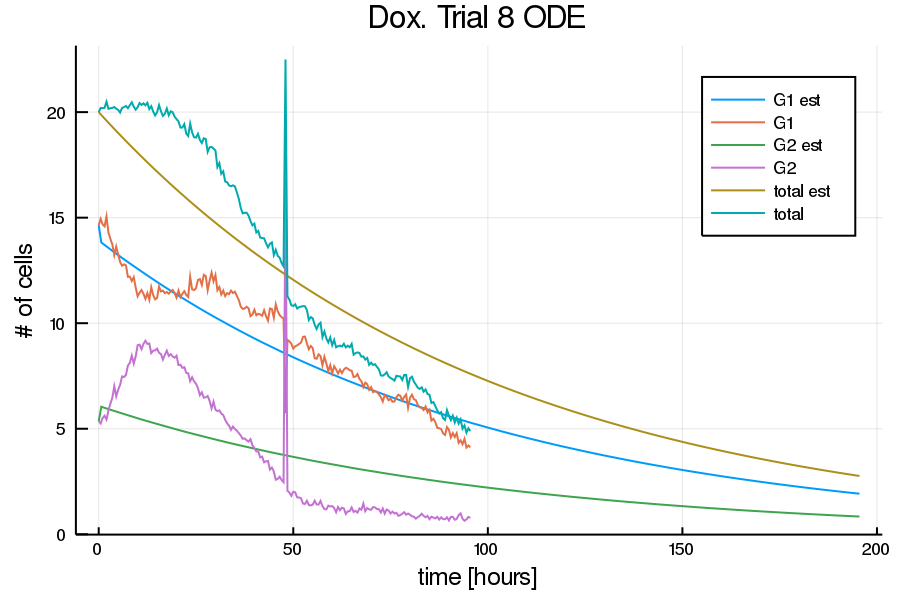 Dox. Trial 8 ODE
# of cells
20
15
10
5
0
G1 est
G1
G2 est
G2
total est
total
0 50 100 150 200
time [hours]